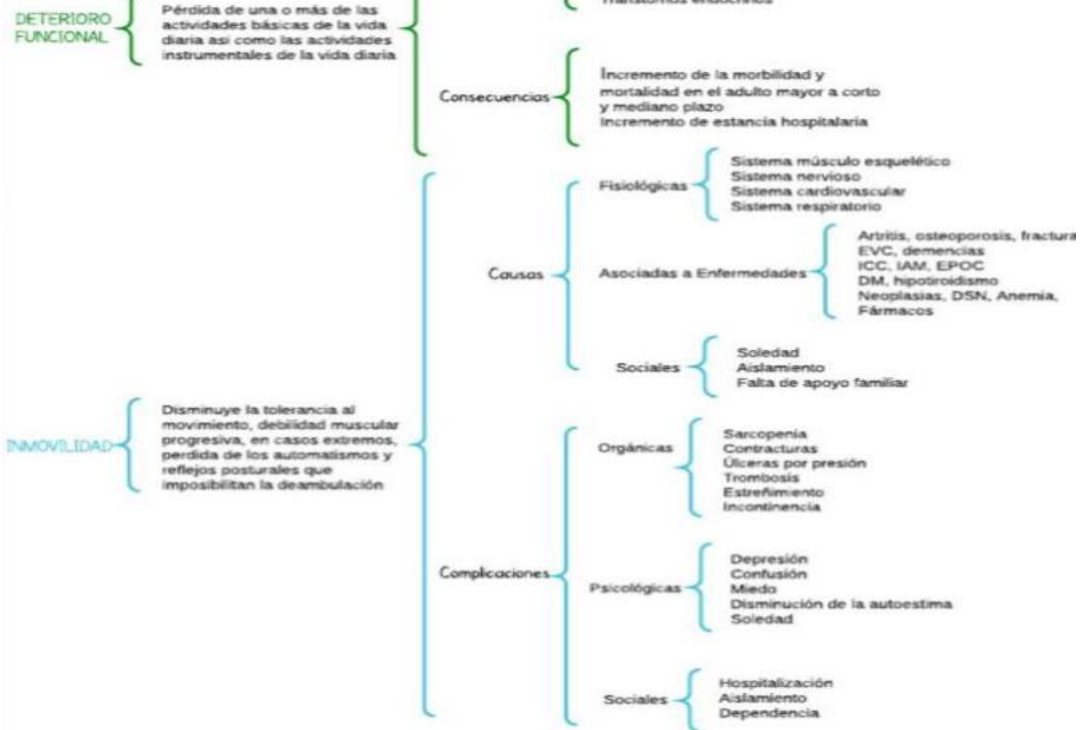 Transtornos endócrinos
DETERIORO
FUNCIONAL
Pérdida de una o más de las
actividades básicas de la vida
diaria asi como las actividades
instrumentales de la vida diaria
Consecuencias
Incremento de la morbilidad y
mortalidad en el adulto mayor a corto
y mediano plazo
Incremento de estancia hospitalaria
INMOVILIDAD
Disminuye la tolerancia al
movimiento, debilidad muscular
progresiva, en casos extremos,
perdida de los automatismos y
reflejos posturales que
imposibilitan la deambulación
Causas
Fisiológicas
Sistema músculo esquelético
Sistema nervioso
Sistema cardiovascular
Sistema respiratorio
Asociadas a Enfermedades
Artritis, osteoporosis, fractura
EVC, demencias
ICC, IAM, EPOC
DM, hipotiroidismo
Neoplasias, DSN, Anemia,
Fármacos
Sociales
Soledad
Aislamiento
Falta de apoyo familiar
Complicaciones
Orgánicas
Sarcopenia
Contracturas
Úlceras por presión
Trombosis
Estreñimiento
Incontinencia
Psicológicas
Depresión
Confusión
Miedo
Disminución de la autoestima
Soledad
Sociales
Hospitalización
Aislamiento
Dependencia